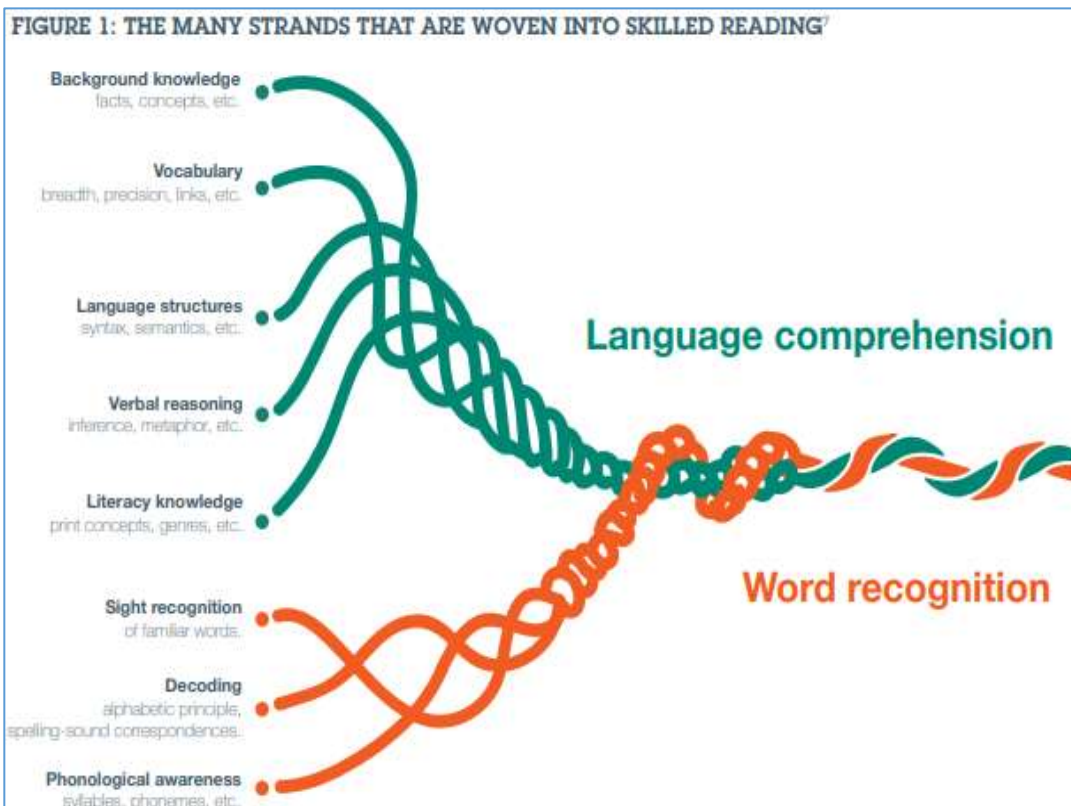 FIGURE 1: THE MANY STRANDS THAT ARE WOVEN INTO SKILLED READING7
Background knowledge
facts, concepts, etc.
Vocabulary
breadth, precision, links, etc.
Language structures
syntax, semantics, etc.
Language comprehension
Verbal reasoning
inference, metaphor, etc.
Literacy knowledge
print concepts, genres, etc.
Word recognition
Sight recognition
of familiar words.
Decoding
alphabetic principle,
spelling-sound correspondences.
Phonological awareness
syllables, phonemes, etc.